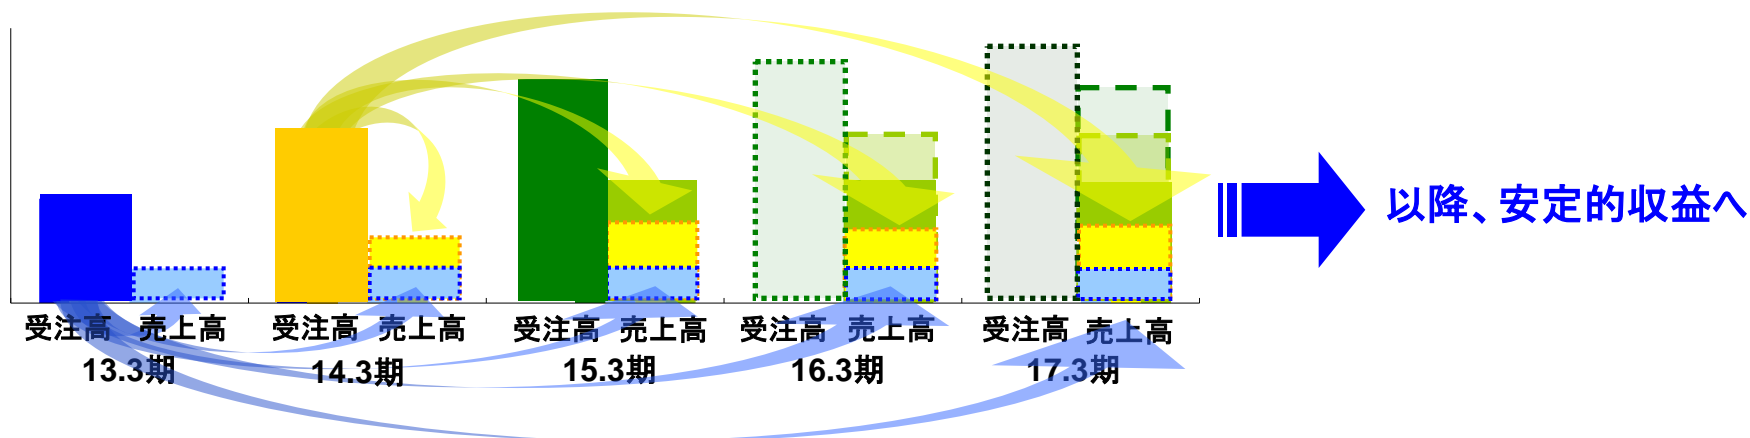 以降、安定的収益へ
受注高 売上高 受注高 売上高 受注高 売上高 受注高 売上高 受注高 売上高
13.3期 14.3期 15.3期 16.3期 17.3期